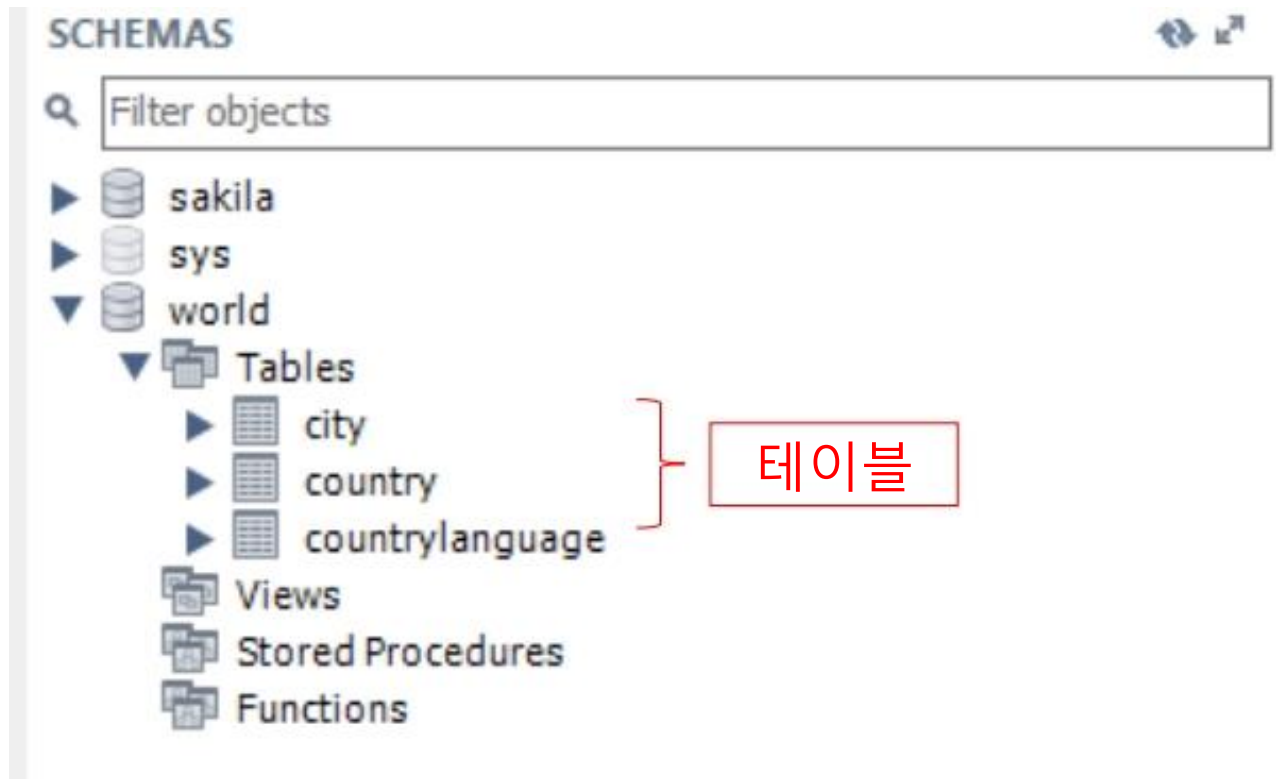 SCHEMAS
Filter objects
sakila
sys
world
Tables
city
country
countrylanguage
테이블
Views
Stored Procedures
Functions